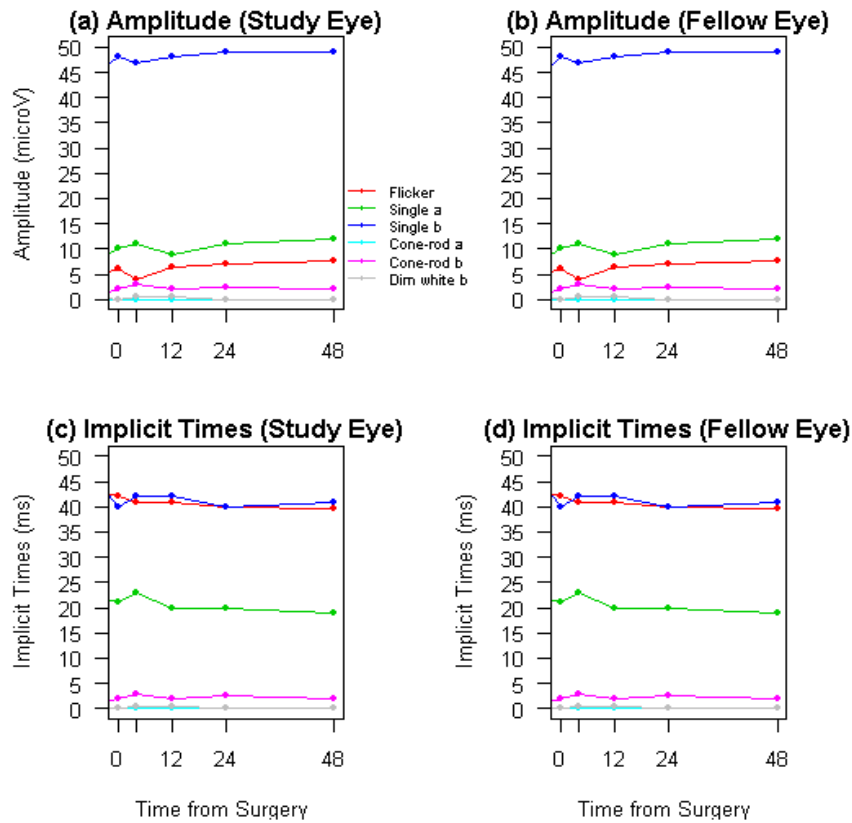 (a) Amplitude (Study Eye)
50
45
40
35
30
25
20
15
10
5
0
Amplitude (microV)
0 12 24 48
Flicker
Single a
Single b
Cone-rod a
Cone-rod b
Dim white b
(b) Amplitude (Fellow Eye)
50
45
40
35
30
25
20
15
10
5
0
0 12 24 48
(c) Implicit Times (Study Eye)
50
45
40
35
30
25
20
15
10
5
0
Implicit Times (ms)
0 12 24 48
Time from Surgery
(d) Implicit Times (Fellow Eye)
50
45
40
35
30
25
20
15
10
5
0
Implicit Times (ms)
0 12 24 48
Time from Surgery